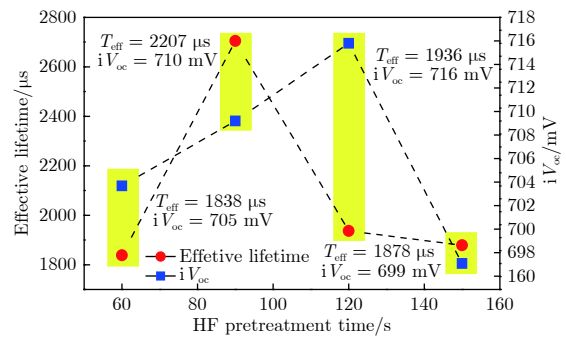 2800
2600
2400
2200
2000
1800
Effective lifetime/μs
T_eff = 2207 μs
iV_oc = 710 mV
T_eff = 1936 μs
iV_oc = 716 mV
T_eff = 1838 μs
iV_oc = 705 mV
T_eff = 1878 μs
iV_oc = 699 mV
Effetive lifetime
iV_oc
718
716
714
712
710
708
706
704
702
700
698
160
iV_oc/mV
60
80
100
120
140
160
HF pretreatment time/s